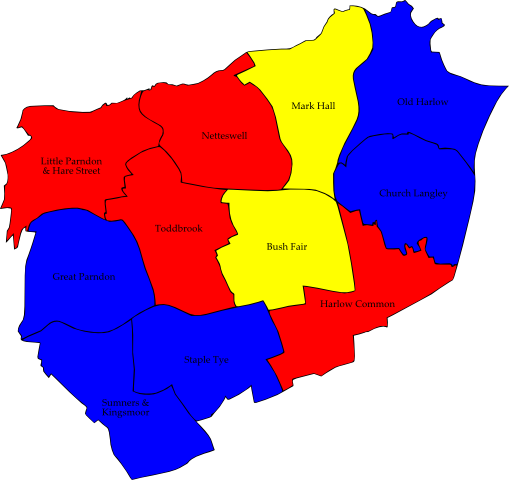 Mark Hall
Old Harlow
Netteswell
Little Parndon
& Hare Street
Church Langley
Toddbrook
Bush Fair
Great Parndon
Harlow Common
Staple Tye
Sumners &
Kingsmoor